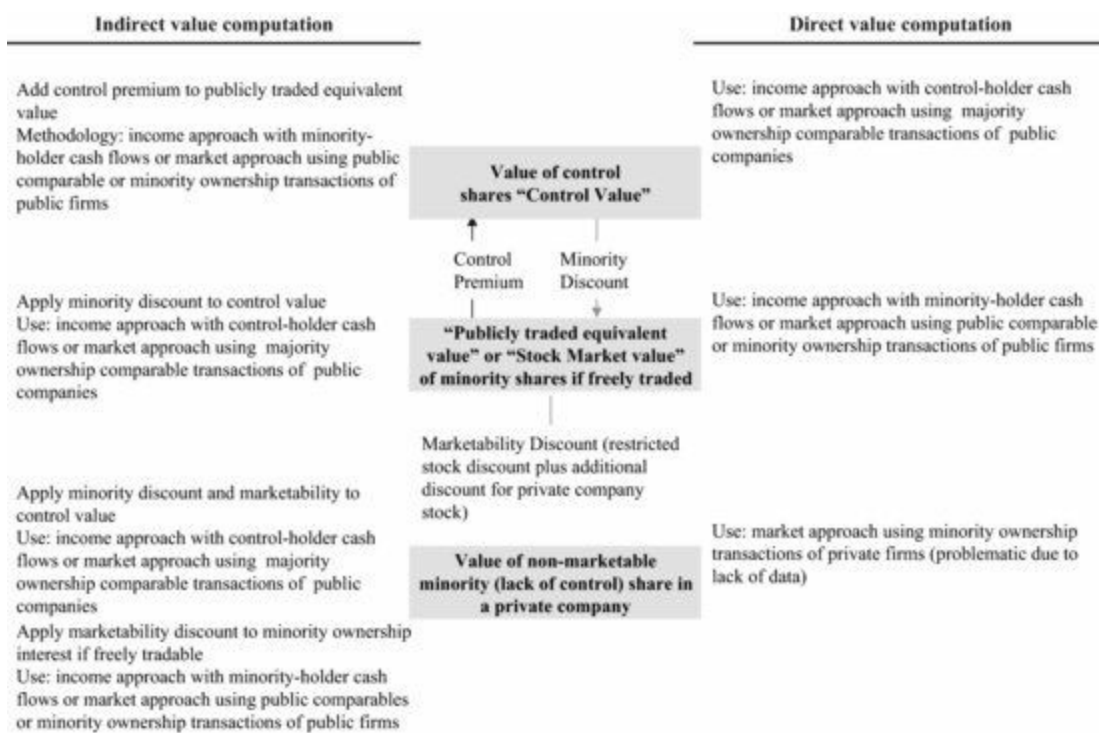 Indirect value computation
Direct value computation
Add control premium to publicly traded equivalent
value
Methodology: income approach with minority-
holder cash flows or market approach using public
comparable or minority ownership transactions of
public firms
Use: income approach with control-holder cash
flows or market approach using majority
ownership comparable transactions of public
companies
Value of control
shares “Control Value”
Control
Premium
Minority
Discount
Apply minority discount to control value
Use: income approach with control-holder cash
flows or market approach using majority
ownership comparable transactions of public
companies
“Publicly traded equivalent
value” or “Stock Market value”
of minority shares if freely traded
Use: income approach with minority-holder cash
flows or market approach using public comparable
or minority ownership transactions of public firms
Marketability Discount (restricted
stock discount plus additional
discount for private company
stock)
Apply minority discount and marketability to
control value
Use: income approach with control-holder cash
flows or market approach using majority
ownership comparable transactions of public
companies
Apply marketability discount to minority ownership
interest if freely tradable
Use: income approach with minority-holder cash
flows or market approach using public comparables
or minority ownership transactions of public firms
Value of non-marketable
minority (lack of control) share in
a private company
Use: market approach using minority ownership
transactions of private firms (problematic due to
lack of data)